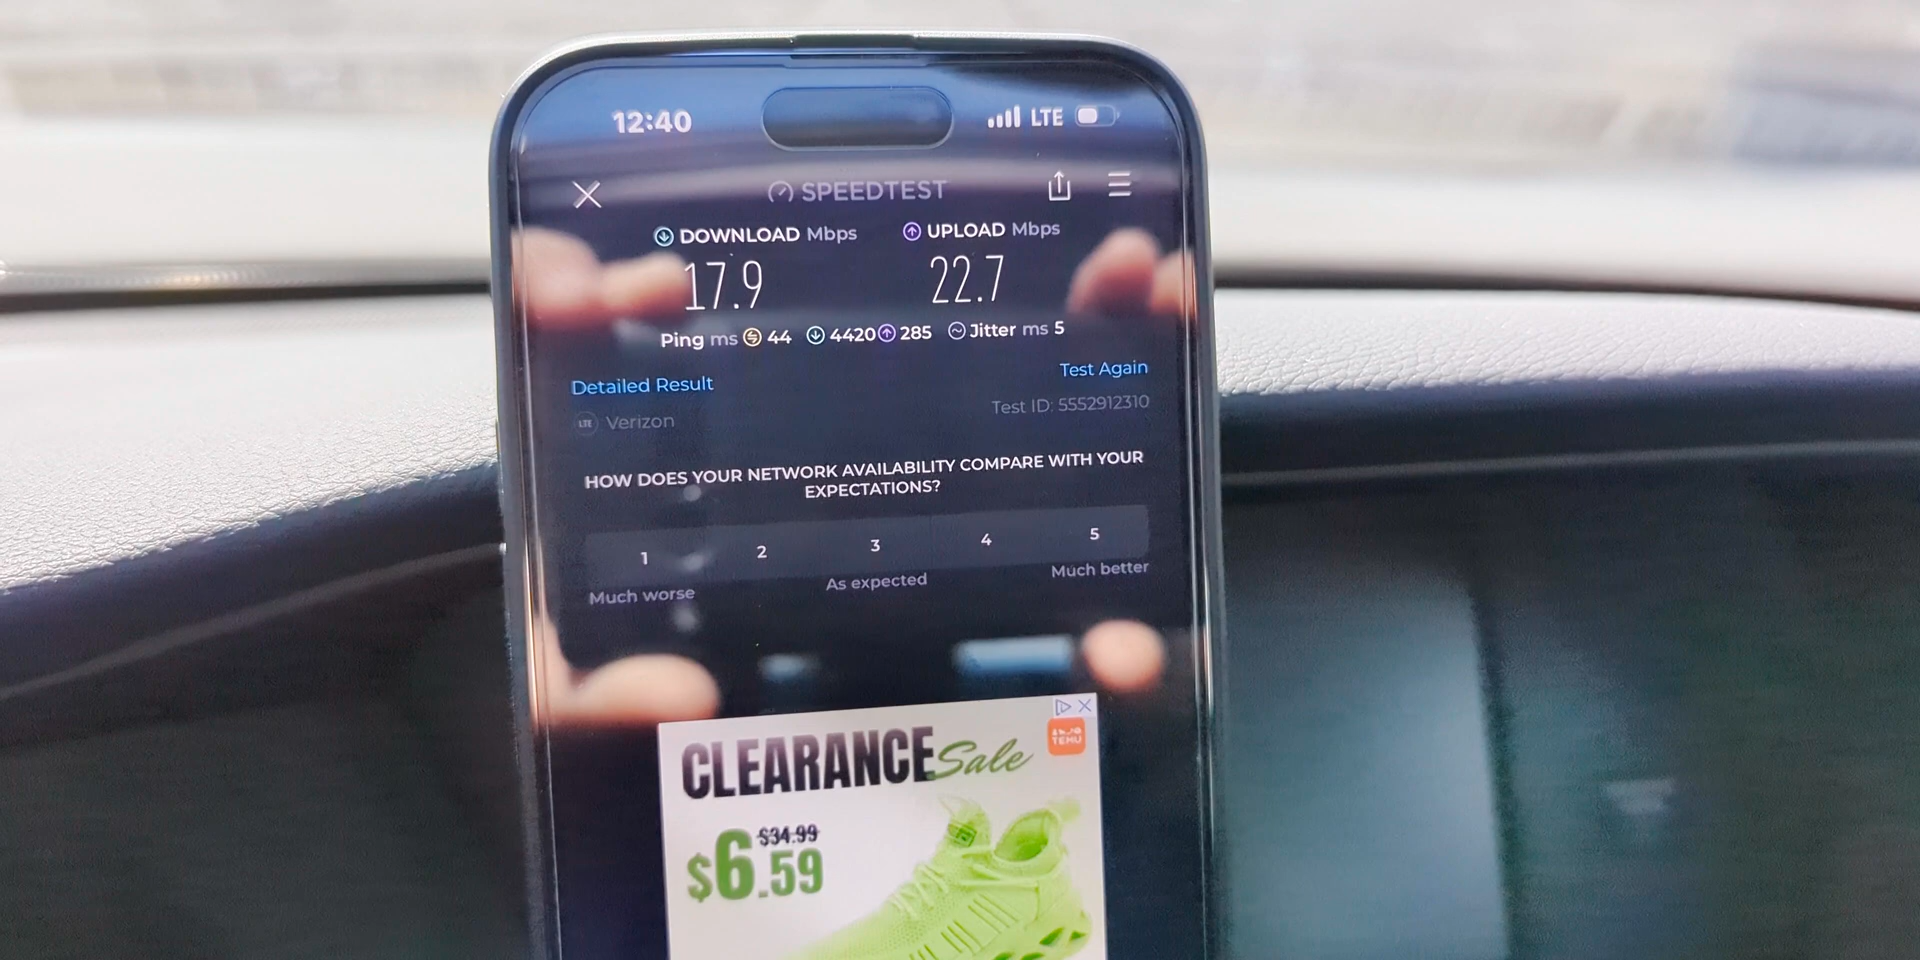 12:40 LTE
SPEEDTEST
DOWNLOAD Mbps UPLOAD Mbps
17.9 22.7
Ping ms 44 4420 285 Jitter ms 5
Detailed Result Test Again
LTE Verizon Test ID: 5552912310
HOW DOES YOUR NETWORK AVAILABILITY COMPARE WITH YOUR
EXPECTATIONS?
1 2 3 4 5
Much worse As expected Much better
CLEARANCE Sale
TEMU
$34.99
$6.59